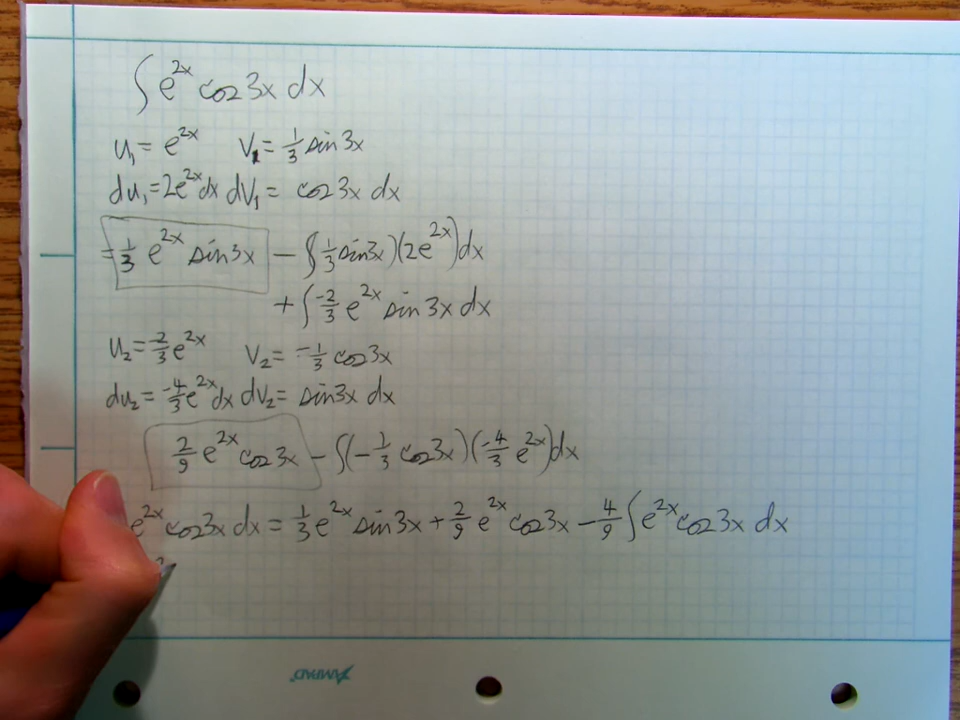 ∫ e^2x cos 3x dx
u₁ = e^2x   v₁ = 1/3 sin 3x
du₁ = 2e^2x dx dv₁ = cos 3x dx
= 1/3 e^2x sin 3x − ∫(1/3 sin 3x)(2e^2x)dx
+ ∫ -2/3 e^2x sin 3x dx
u₂ = -2/3 e^2x   v₂ = -1/3 cos 3x
du₂ = -4/3 e^2x dx dv₂ = sin 3x dx
2/9 e^2x cos 3x − ∫(-1/3 cos 3x)(-4/3 e^2x)dx
e^2x cos 3x dx = 1/3 e^2x sin 3x + 2/9 e^2x cos 3x − 4/9 ∫ e^2x cos 3x dx
AMPAD